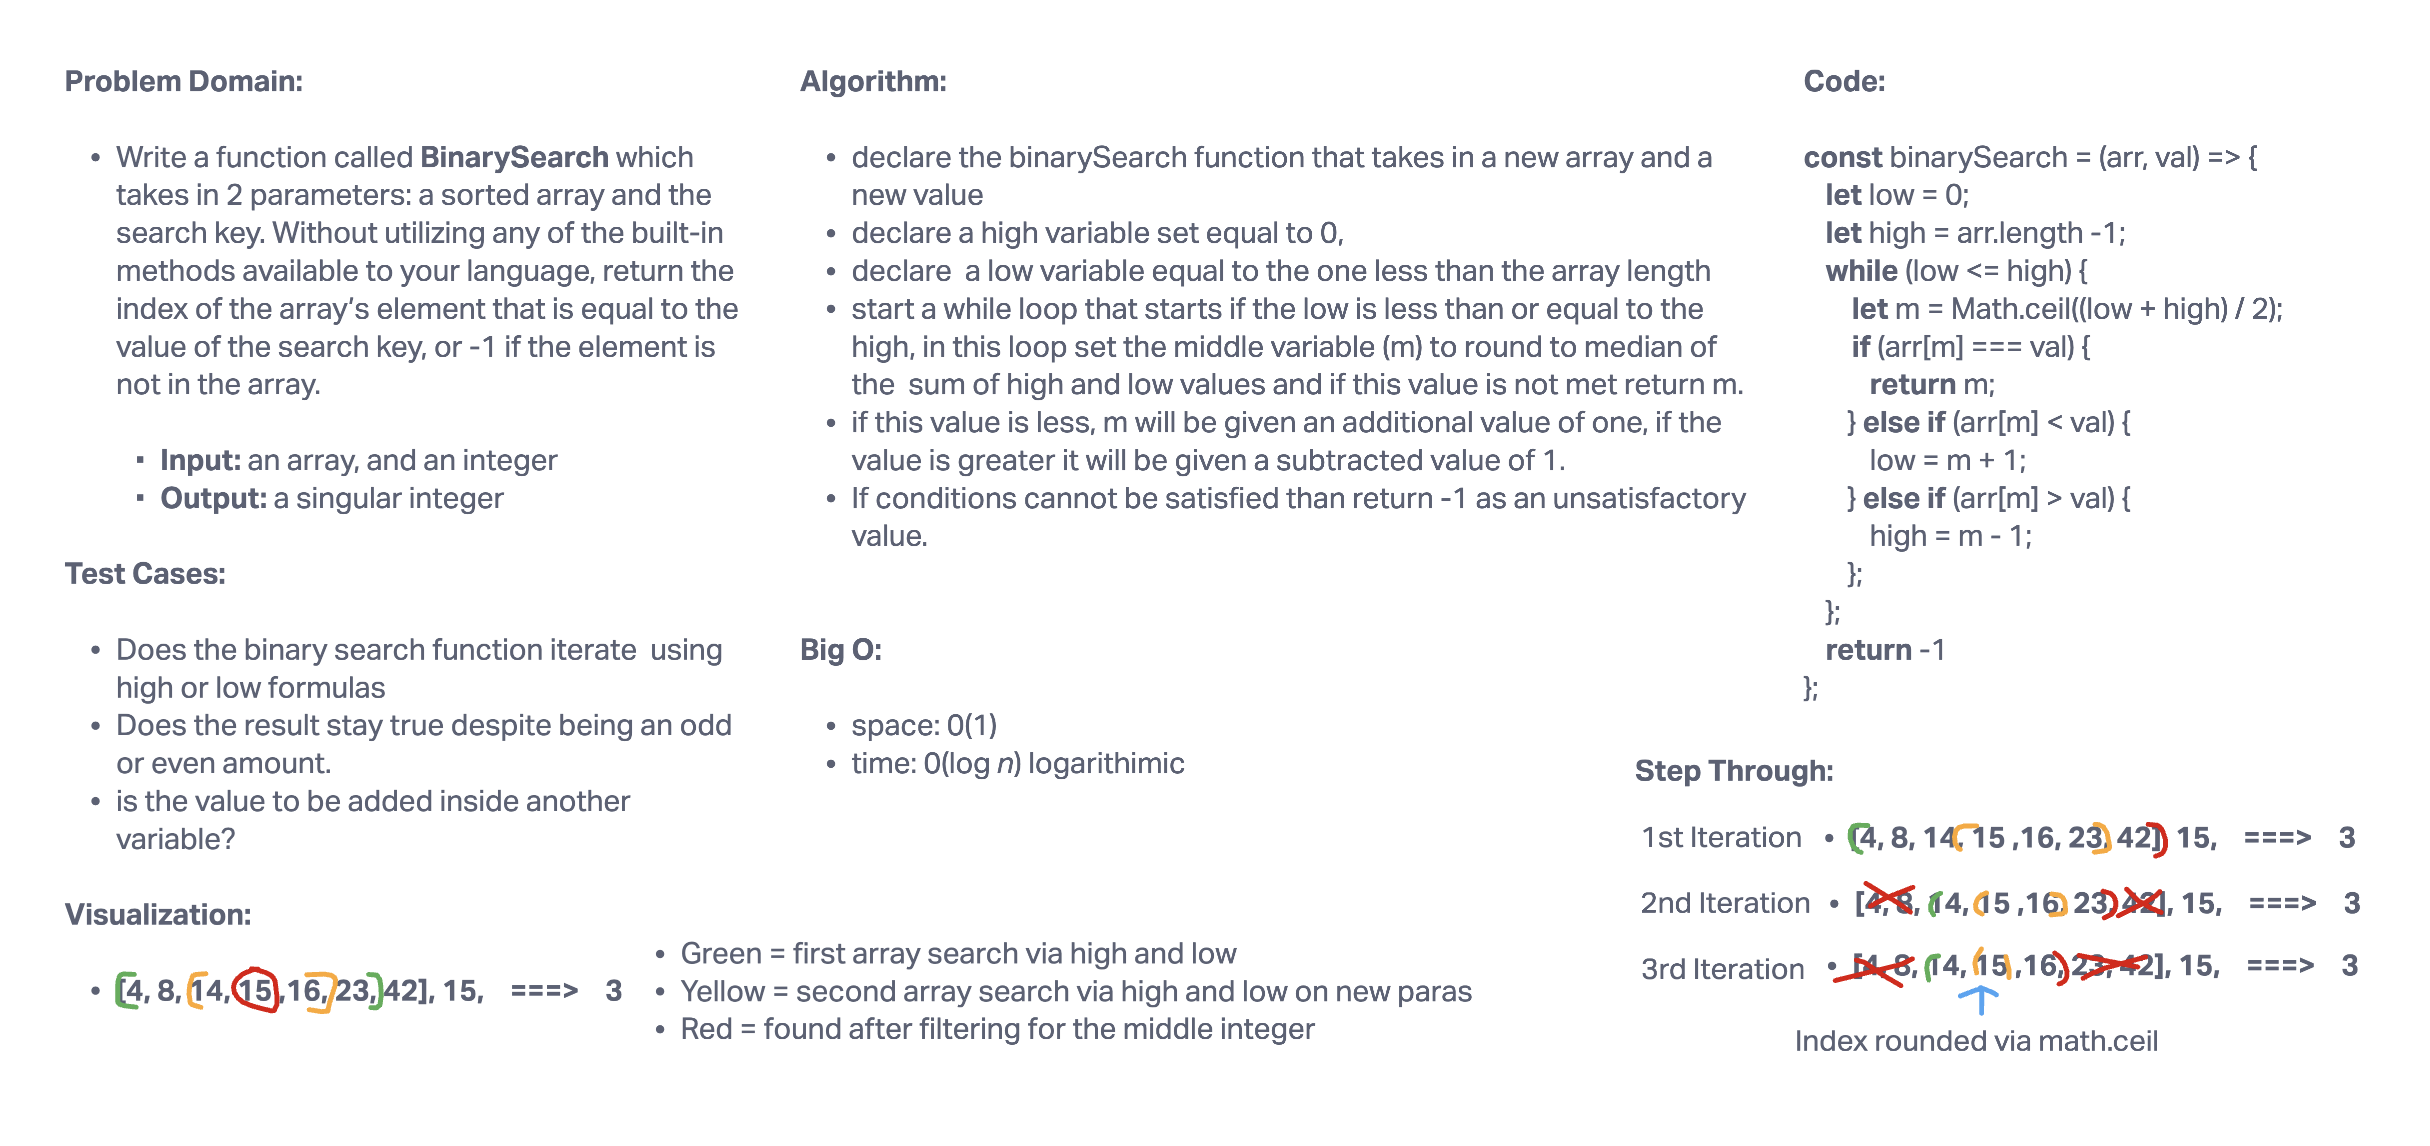 Problem Domain:
• Write a function called BinarySearch which
takes in 2 parameters: a sorted array and the
search key. Without utilizing any of the built-in
methods available to your language, return the
index of the array’s element that is equal to the
value of the search key, or -1 if the element is
not in the array.
▪ Input: an array, and an integer
▪ Output: a singular integer
Test Cases:
• Does the binary search function iterate  using
high or low formulas
• Does the result stay true despite being an odd
or even amount.
• is the value to be added inside another
variable?
Visualization:
• [4, 8, 14, 15 ,16, 23, 42], 15,   ===>   3
• Green = first array search via high and low
• Yellow = second array search via high and low on new paras
• Red = found after filtering for the middle integer
Algorithm:
• declare the binarySearch function that takes in a new array and a
new value
• declare a high variable set equal to 0,
• declare  a low variable equal to the one less than the array length
• start a while loop that starts if the low is less than or equal to the
high, in this loop set the middle variable (m) to round to median of
the  sum of high and low values and if this value is not met return m.
• if this value is less, m will be given an additional value of one, if the
value is greater it will be given a subtracted value of 1.
• If conditions cannot be satisfied than return -1 as an unsatisfactory
value.
Big O:
• space: 0(1)
• time: 0(log n) logarithimic
Code:
const binarySearch = (arr, val) => {
let low = 0;
let high = arr.length -1;
while (low <= high) {
let m = Math.ceil((low + high) / 2);
if (arr[m] === val) {
return m;
} else if (arr[m] < val) {
low = m + 1;
} else if (arr[m] > val) {
high = m - 1;
};
};
return -1
};
Step Through:
1st Iteration • [4, 8, 14, 15 ,16, 23, 42], 15,   ===>   3
2nd Iteration • [4, 8, 14, 15 ,16, 23, 42], 15,   ===>   3
3rd Iteration • [4, 8, 14, 15 ,16, 23, 42], 15,   ===>   3
Index rounded via math.ceil